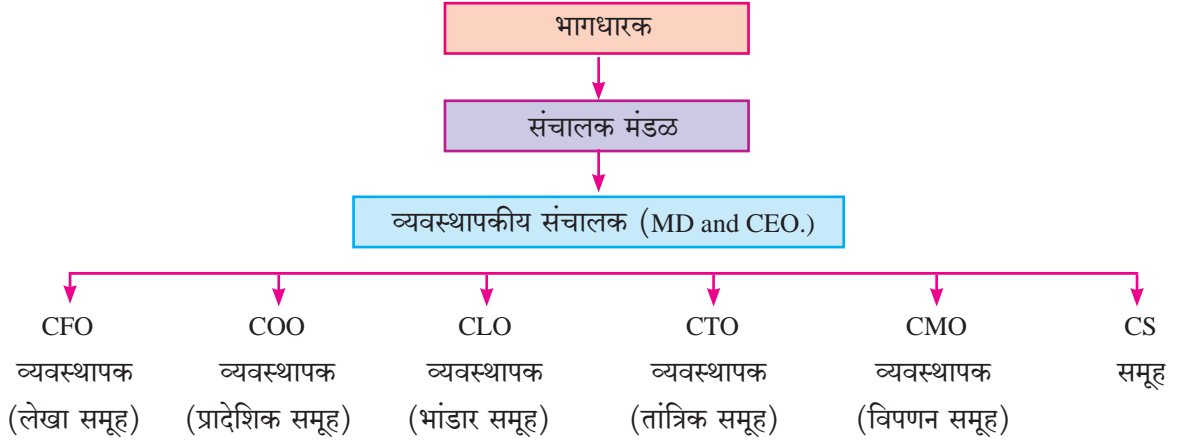 भागधारक
संचालक मंडळ
व्यवस्थापकीय संचालक (MD and CEO.)
CFO COO CLO CTO CMO CS
व्यवस्थापक व्यवस्थापक व्यवस्थापक व्यवस्थापक व्यवस्थापक समूह
(लेखा समूह) (प्रादेशिक समूह) (भांडार समूह) (तांत्रिक समूह) (विपणन समूह)